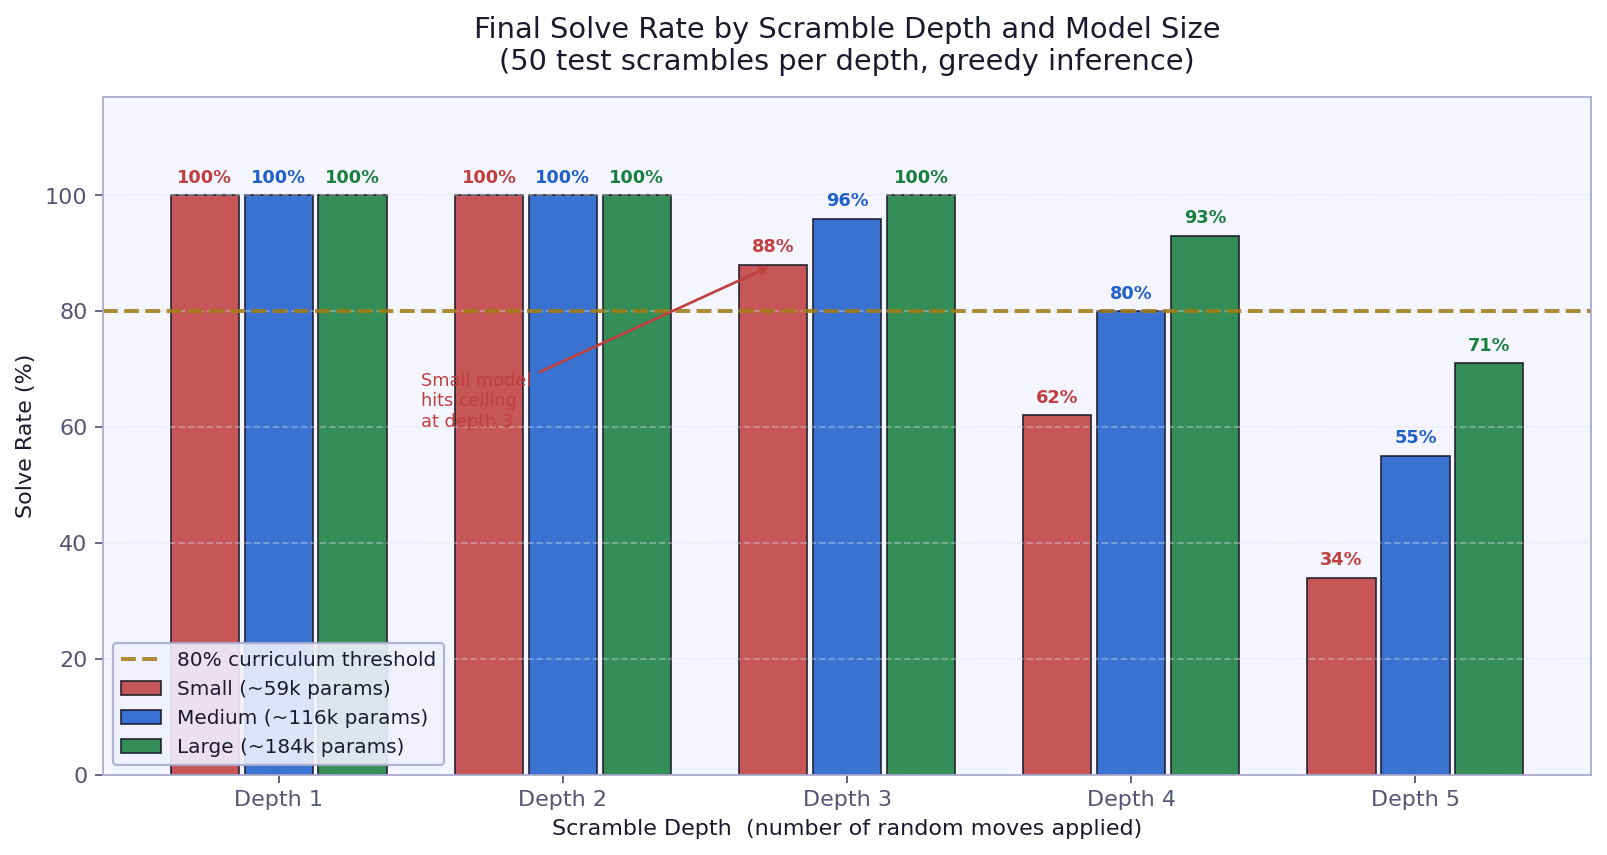 Final Solve Rate by Scramble Depth and Model Size
(50 test scrambles per depth, greedy inference)
Solve Rate (%)
100
80
60
40
20
0
100% 100% 100%
100% 100% 100%
88% 96% 100%
62% 80% 93%
34% 55% 71%
Small model
hits ceiling
at depth 3
80% curriculum threshold
Small (~59k params)
Medium (~116k params)
Large (~184k params)
Depth 1 Depth 2 Depth 3 Depth 4 Depth 5
Scramble Depth (number of random moves applied)